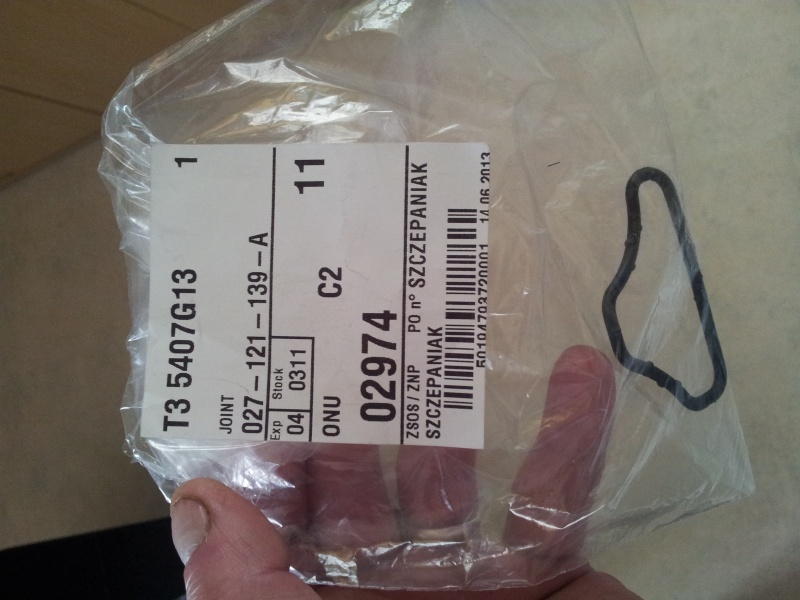 T3 5407G13 1
JOINT
027-121-139-A
Exp Stock
04 0311
11
C2
ONU
02974
ZSOS / ZNP PO n° SZCZEPANIAK
SZCZEPANIAK
14.06.2013